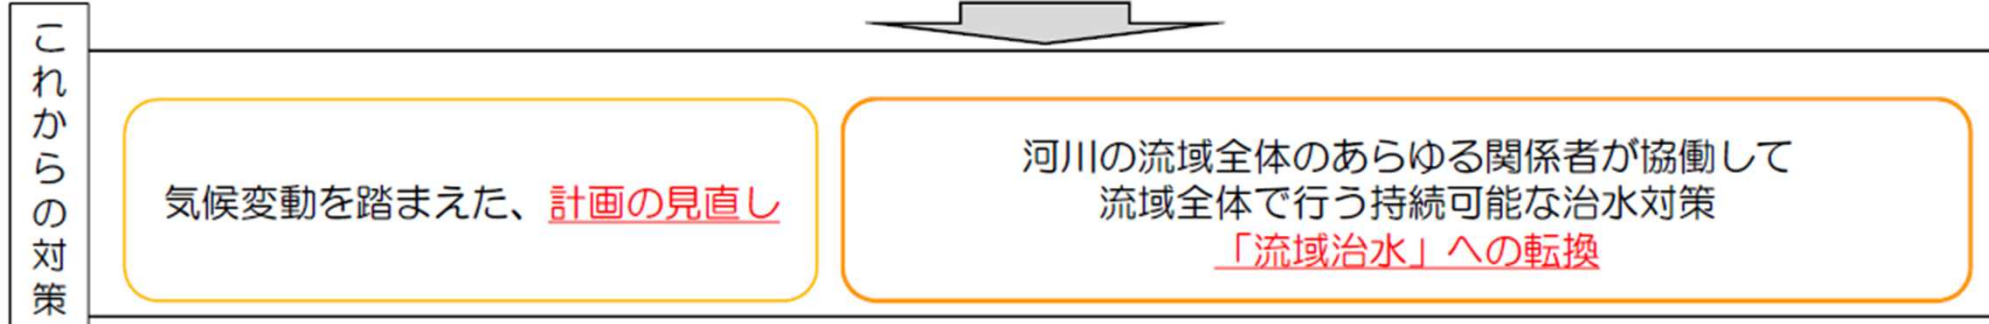 これからの対策
気候変動を踏まえた、計画の見直し
河川の流域全体のあらゆる関係者が協働して
流域全体で行う持続可能な治水対策
「流域治水」への転換